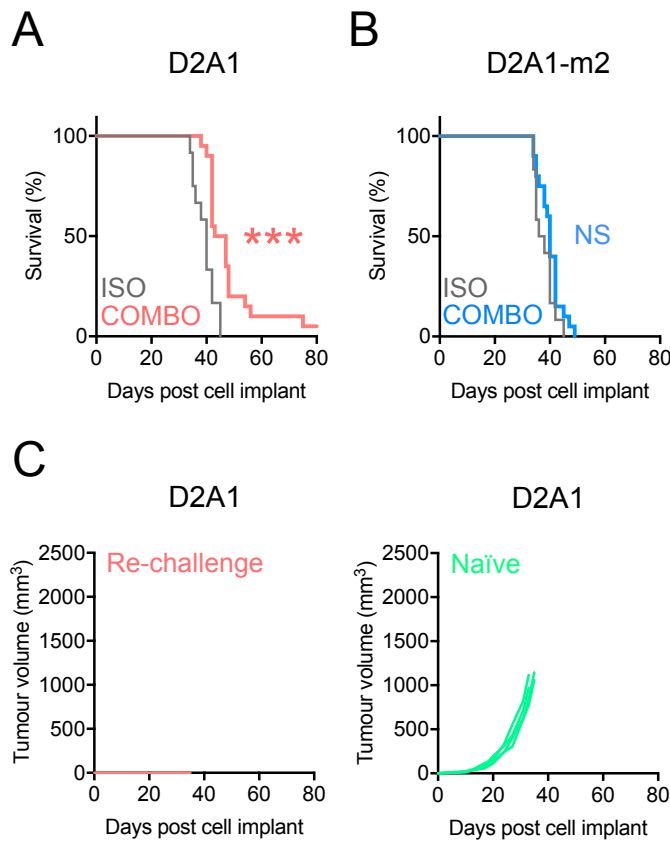 A
D2A1
Survival (%)
100
50
0
ISO
COMBO
***
0 20 40 60 80
Days post cell implant
B
D2A1-m2
Survival (%)
100
50
0
ISO
COMBO
NS
0 20 40 60 80
Days post cell implant
C
D2A1
Tumour volume (mm³)
2500
2000
1500
1000
500
0
Re-challenge
0 20 40 60 80
Days post cell implant
D2A1
Tumour volume (mm³)
2500
2000
1500
1000
500
0
Naïve
0 20 40 60 80
Days post cell implant